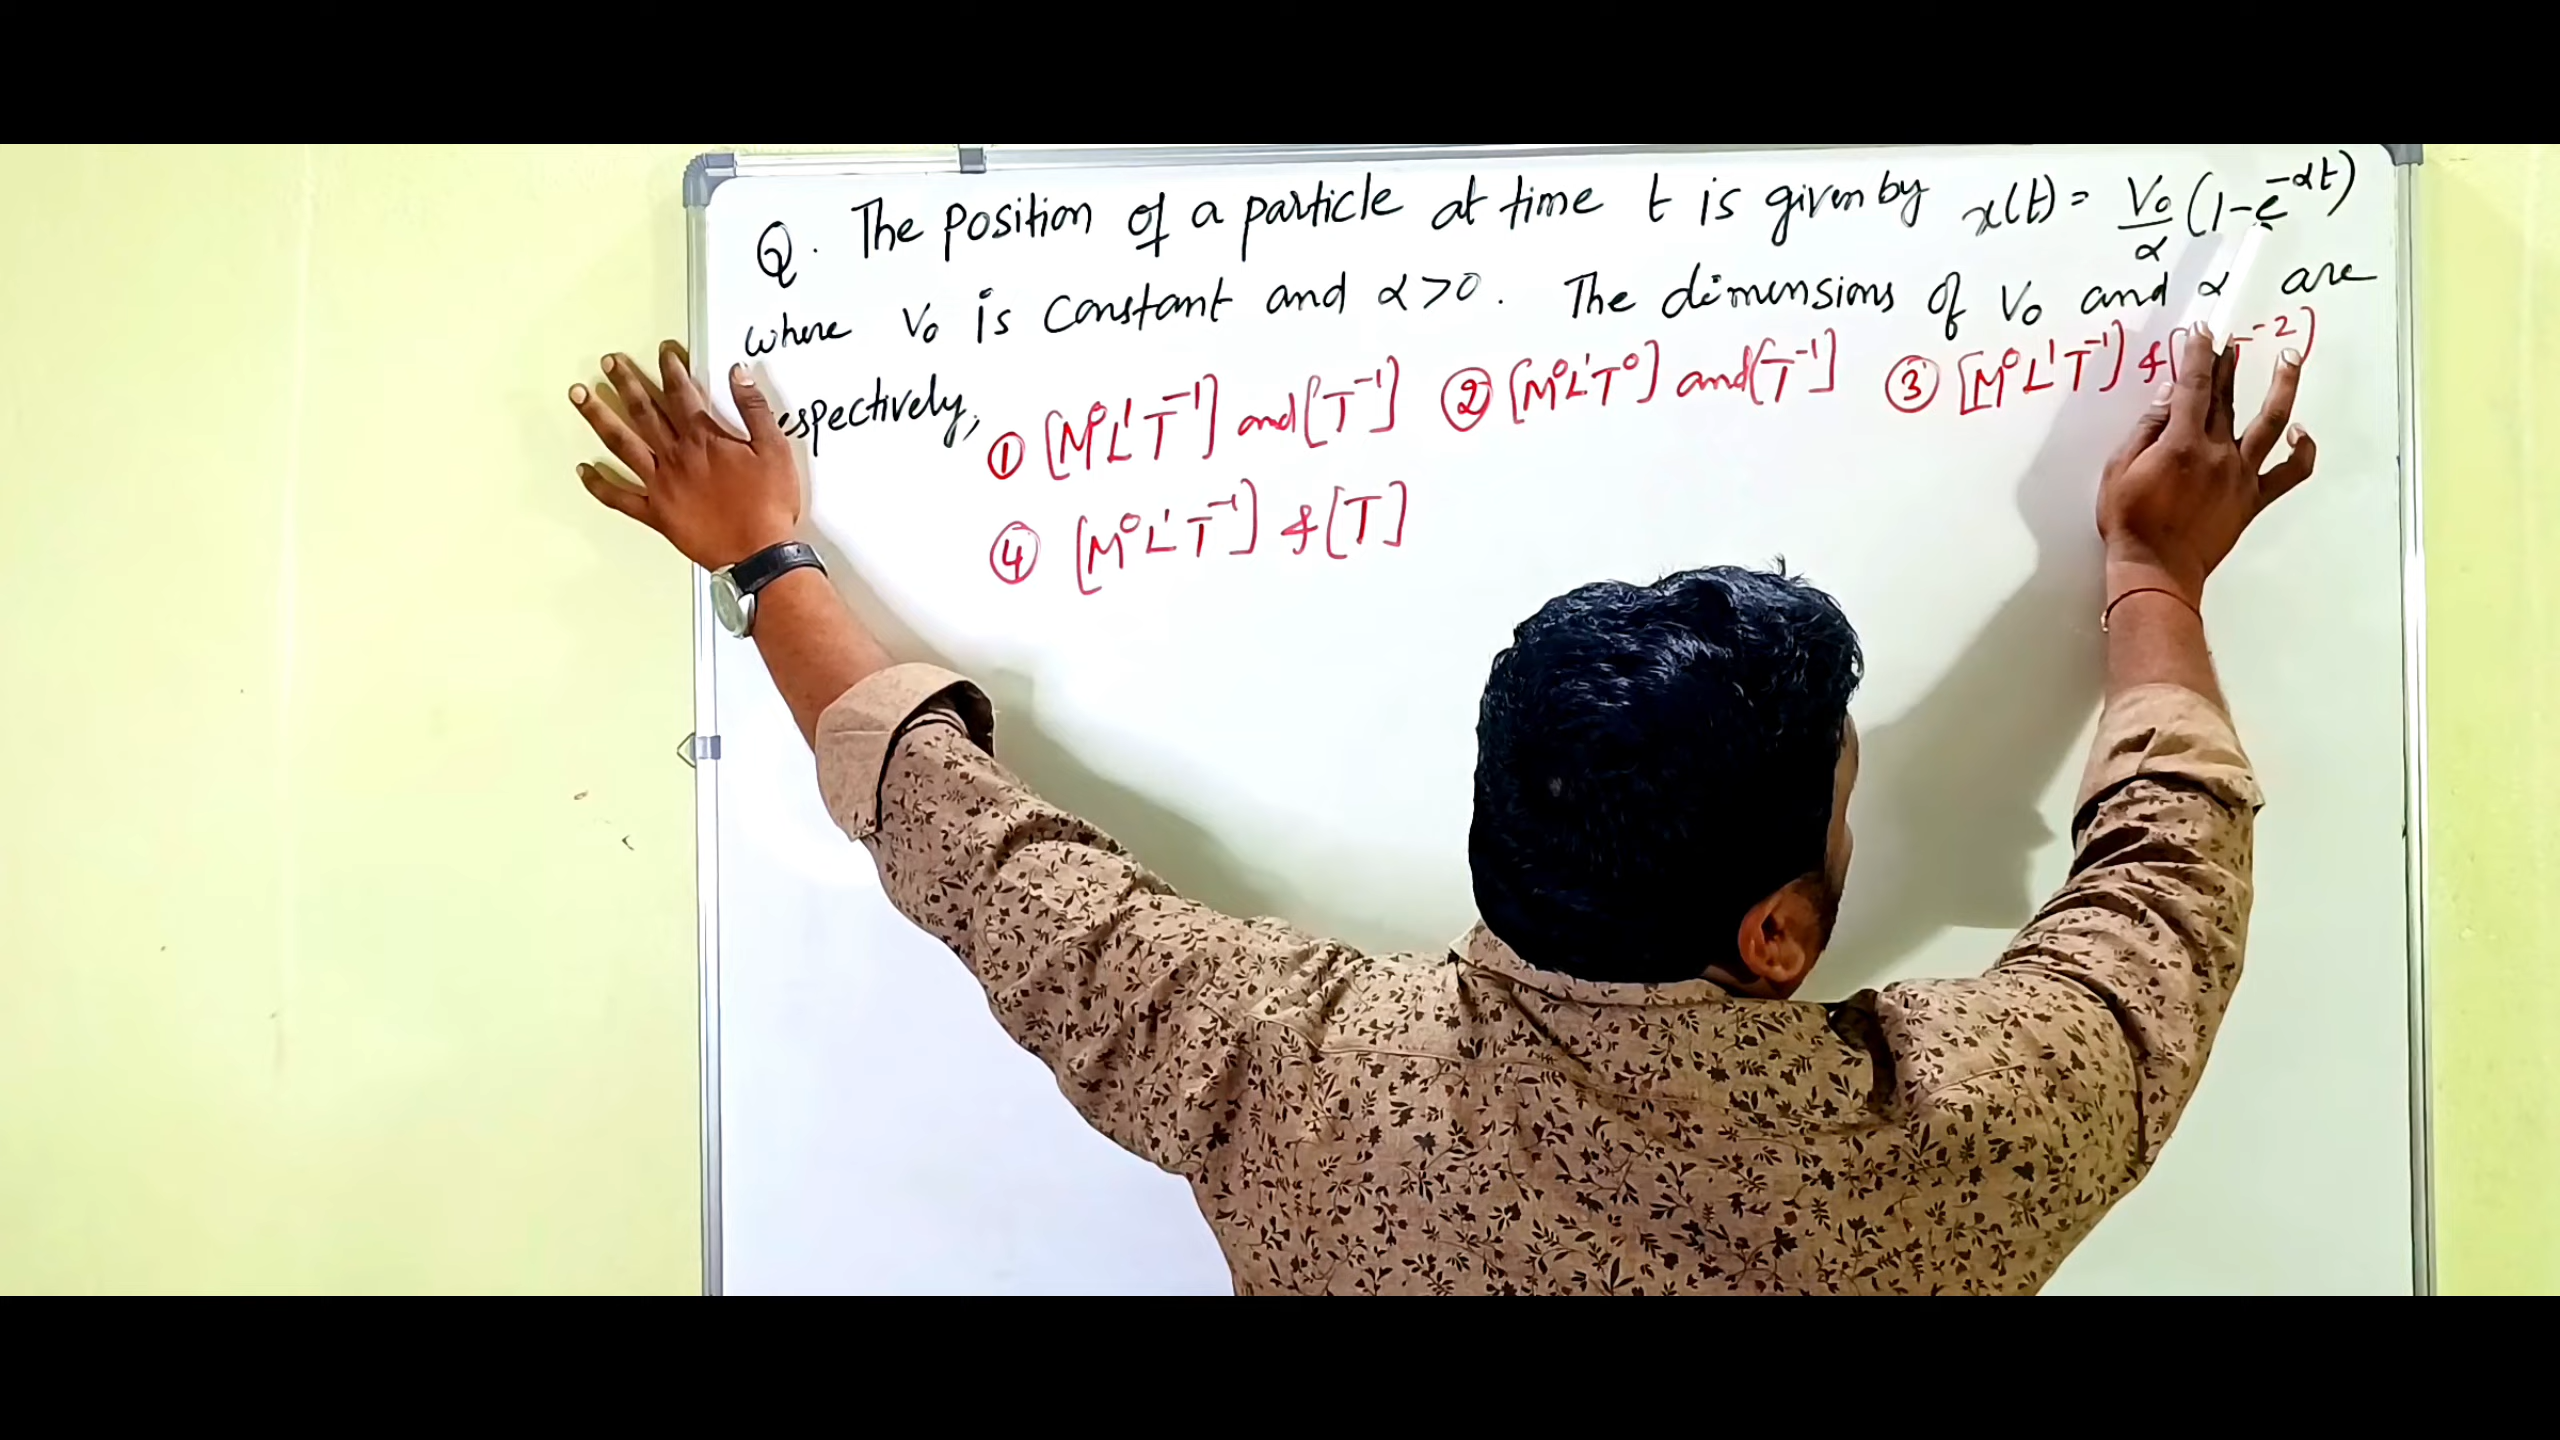 Q. The position of a particle at time t is given by x(t) = V₀/α (1-e^-αt)
where V₀ is constant and α>0. The dimensions of V₀ and α are
espectively,
① [M⁰L¹T⁻¹] and [T⁻¹] ② [M⁰L¹T⁰] and [T⁻¹] ③ [M⁰L¹T⁻¹] & [ T⁻²]
④ [M⁰L¹T⁻¹] & [T]